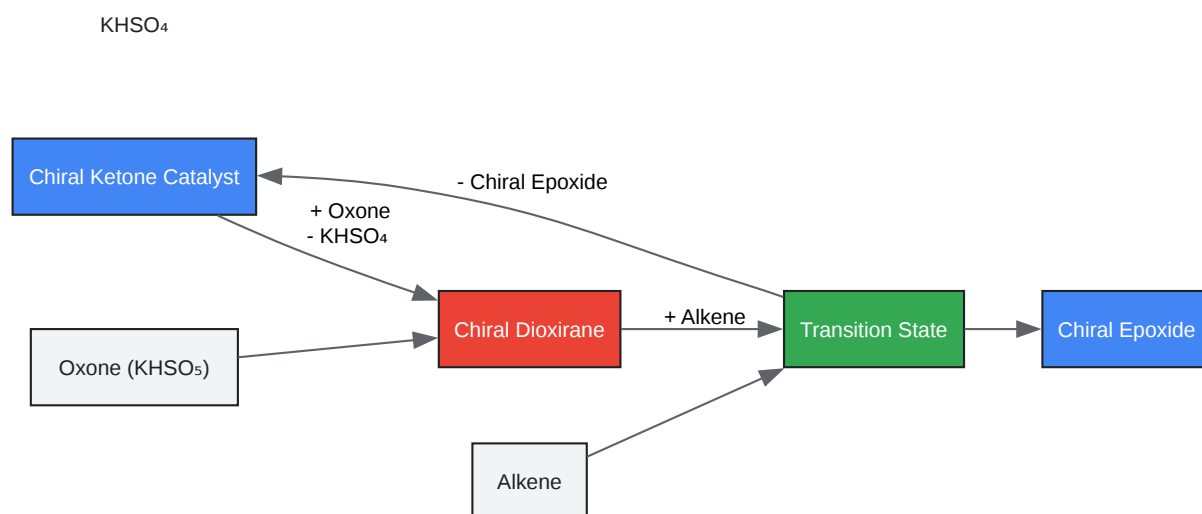 KHSO₄
Chiral Ketone Catalyst
- Chiral Epoxide
+ Oxone
- KHSO₄
Oxone (KHSO₅)
Chiral Dioxirane
+ Alkene
Transition State
Chiral Epoxide
Alkene